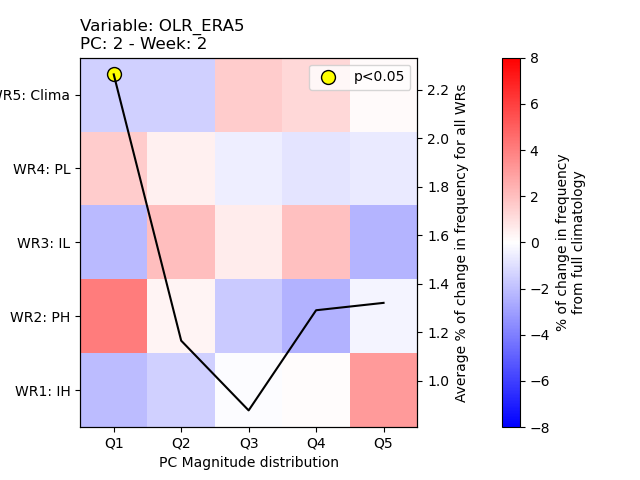 Variable: OLR_ERA5
PC: 2 - Week: 2
p<0.05
WR5: Clima
WR4: PL
WR3: IL
WR2: PH
WR1: IH
Q1 Q2 Q3 Q4 Q5
PC Magnitude distribution
2.2
2.0
1.8
1.6
1.4
1.2
1.0
Average % of change in frequency for all WRs
8
6
4
2
0
−2
−4
−6
−8
% of change in frequency
from full climatology